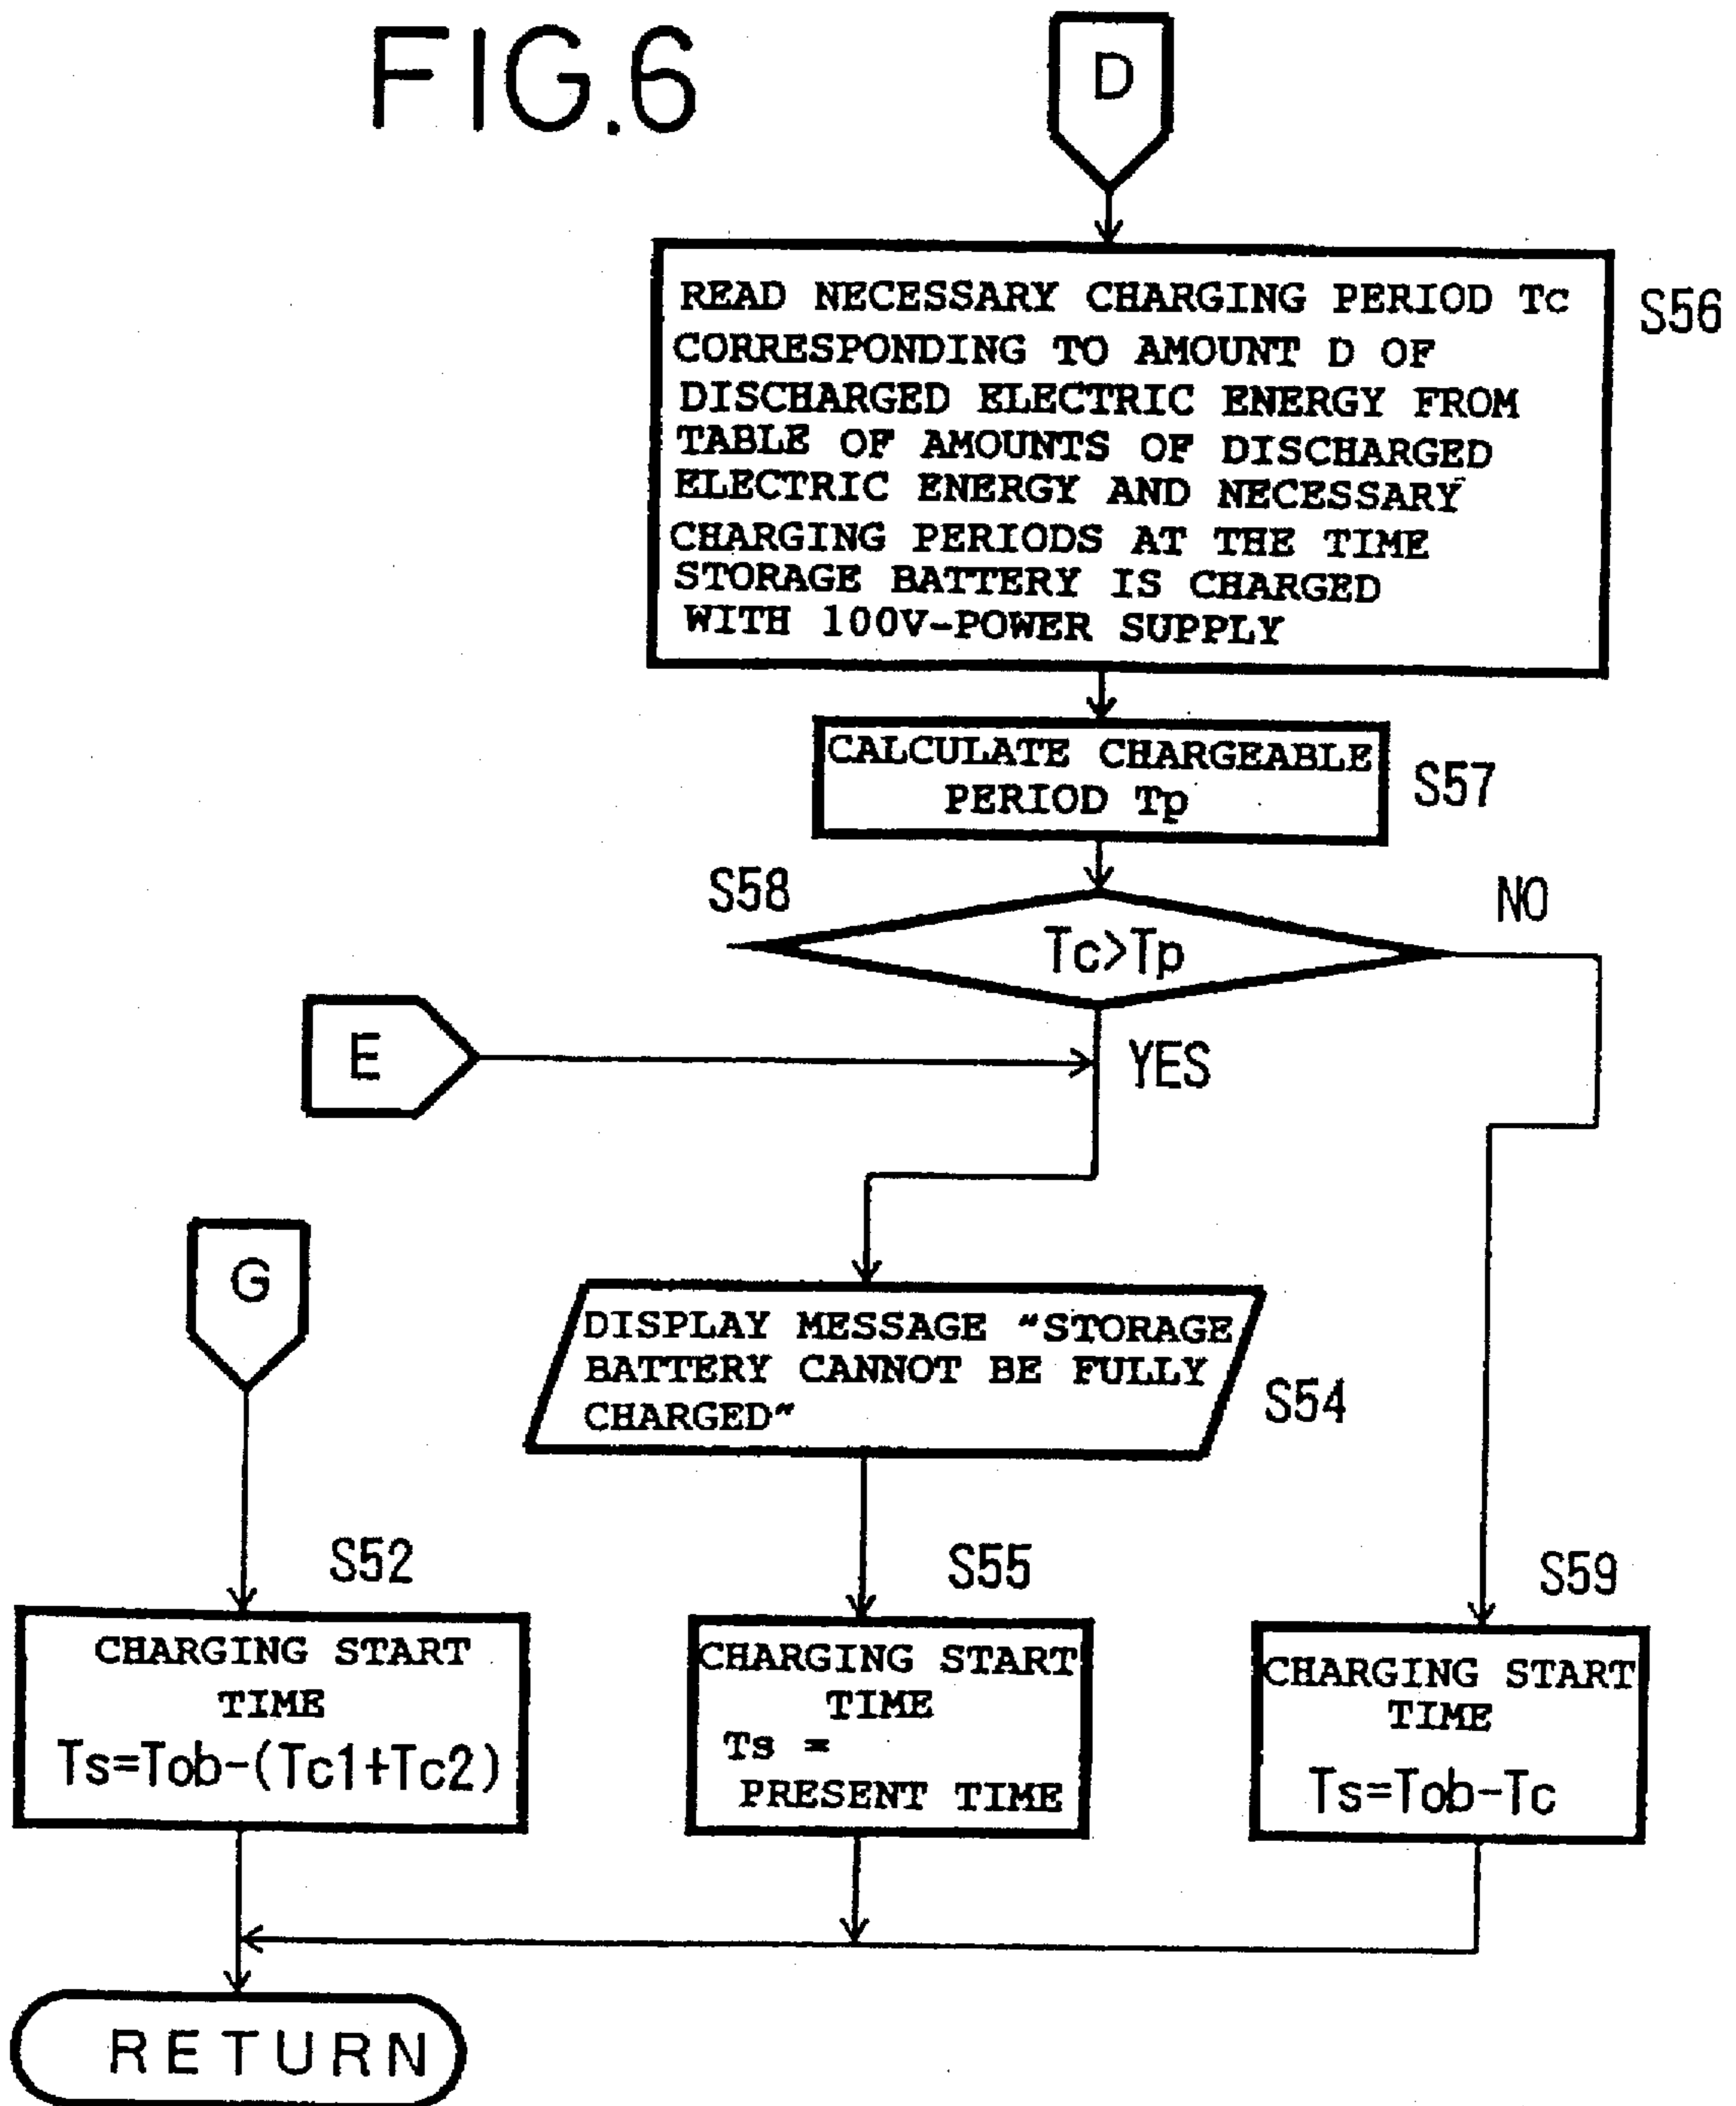 FIG.6
D
READ NECESSARY CHARGING PERIOD Tc
CORRESPONDING TO AMOUNT D OF
DISCHARGED ELECTRIC ENERGY FROM
TABLE OF AMOUNTS OF DISCHARGED
ELECTRIC ENERGY AND NECESSARY
CHARGING PERIODS AT THE TIME
STORAGE BATTERY IS CHARGED
WITH 100V-POWER SUPPLY
S56
CALCULATE CHARGEABLE
PERIOD Tp
S57
S58
Tc>Tp
NO
E
YES
G
DISPLAY MESSAGE "STORAGE
BATTERY CANNOT BE FULLY
CHARGED"
S54
S52
CHARGING START
TIME
Ts=Tob-(Tc1+Tc2)
S55
CHARGING START
TIME
Ts =
PRESENT TIME
S59
CHARGING START
TIME
Ts=Tob-Tc
RETURN